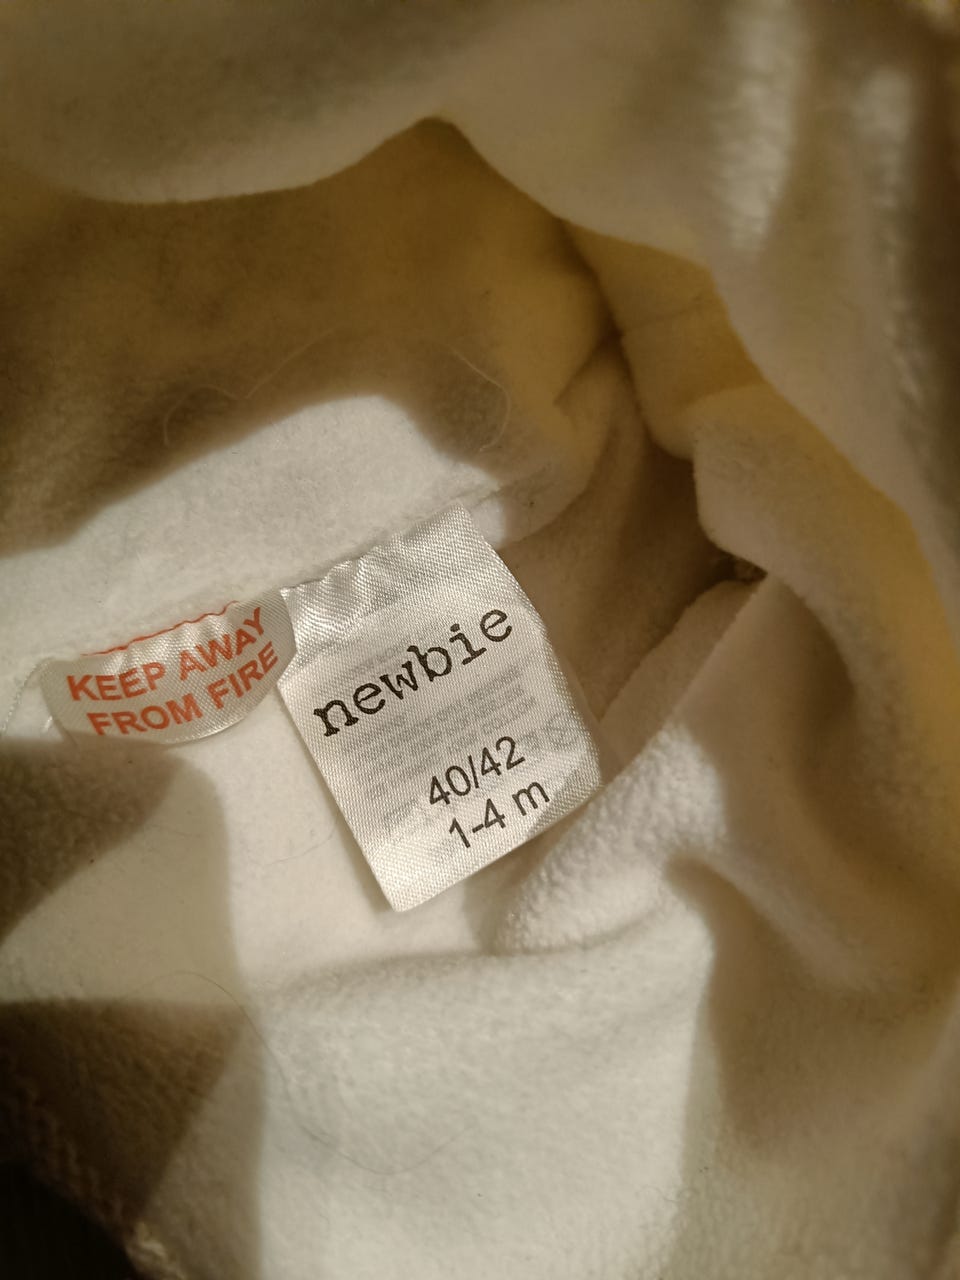 KEEP AWAY
FROM FIRE
newbie
40/42
1-4 m